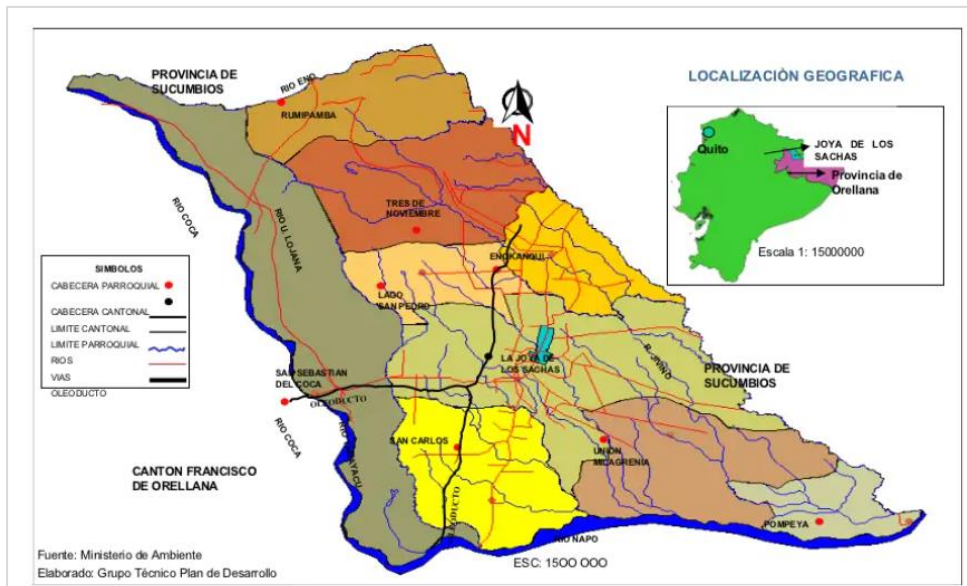 PROVINCIA DE
SUCUMBIOS
RIO ENO
RUMIPAMBA
N
LOCALIZACIÒN GEOGRAFICA
Quito
JOYA DE LOS
SACHAS
Provincia de
Orellana
Escala 1: 15000000
RIO COCA
RIO U. LOJANA
TRES DE
NOVIEMBRE
ENOKANQUI
LAGO
SAN PEDRO
SIMBOLOS
CABECERA PARROQUIAL
CABECERA CANTONAL
LIMITE CANTONAL
LIMITE PARROQUIAL
RIOS
VIAS
OLEODUCTO
LA JOYA DE
LOS SACHAS
R. JIVINO
PROVINCIA DE
SUCUMBIOS
SAN SEBASTIAN
DEL COCA
OLEODUCTO
RIO COCA
SAN CARLOS
UNION
MILAGREÑIA
CANTON FRANCISCO
DE ORELLANA
OLEODUCTO
POMPEYA
RIO NAPO
ESC: 15OO OOO
Fuente: Ministerio de Ambiente
Elaborado: Grupo Técnico Plan de Desarrollo